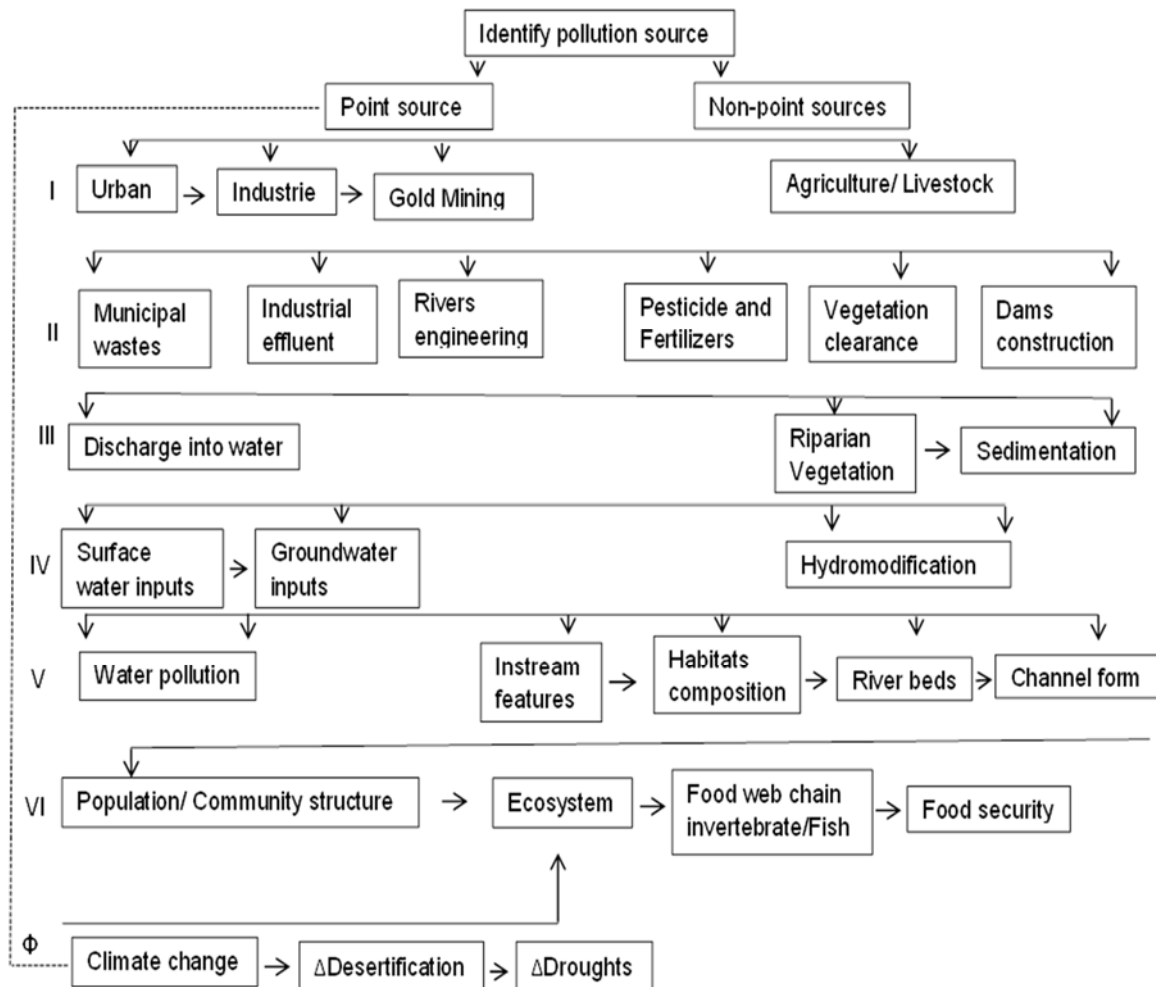 Identify pollution source
Point source
Non-point sources
I
Urban
Industrie
Gold Mining
Agriculture/ Livestock
II
Municipal
wastes
Industrial
effluent
Rivers
engineering
Pesticide and
Fertilizers
Vegetation
clearance
Dams
construction
III
Discharge into water
Riparian
Vegetation
Sedimentation
IV
Surface
water inputs
Groundwater
inputs
Hydromodification
V
Water pollution
Instream
features
Habitats
composition
River beds
Channel form
VI
Population/ Community structure
Ecosystem
Food web chain
invertebrate/Fish
Food security
Φ
Climate change
ΔDesertification
ΔDroughts